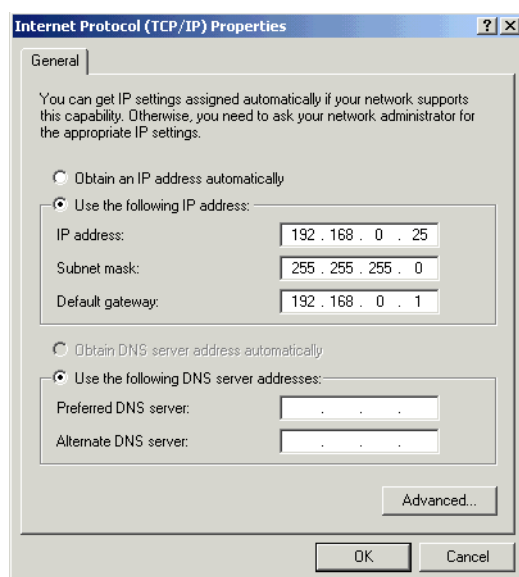 Internet Protocol (TCP/IP) Properties
General
You can get IP settings assigned automatically if your network supports
this capability. Otherwise, you need to ask your network administrator for
the appropriate IP settings.
Obtain an IP address automatically
Use the following IP address:
IP address: 192 . 168 . 0 . 25
Subnet mask: 255 . 255 . 255 . 0
Default gateway: 192 . 168 . 0 . 1
Obtain DNS server address automatically
Use the following DNS server addresses:
Preferred DNS server: . . .
Alternate DNS server: . . .
Advanced...
OK Cancel